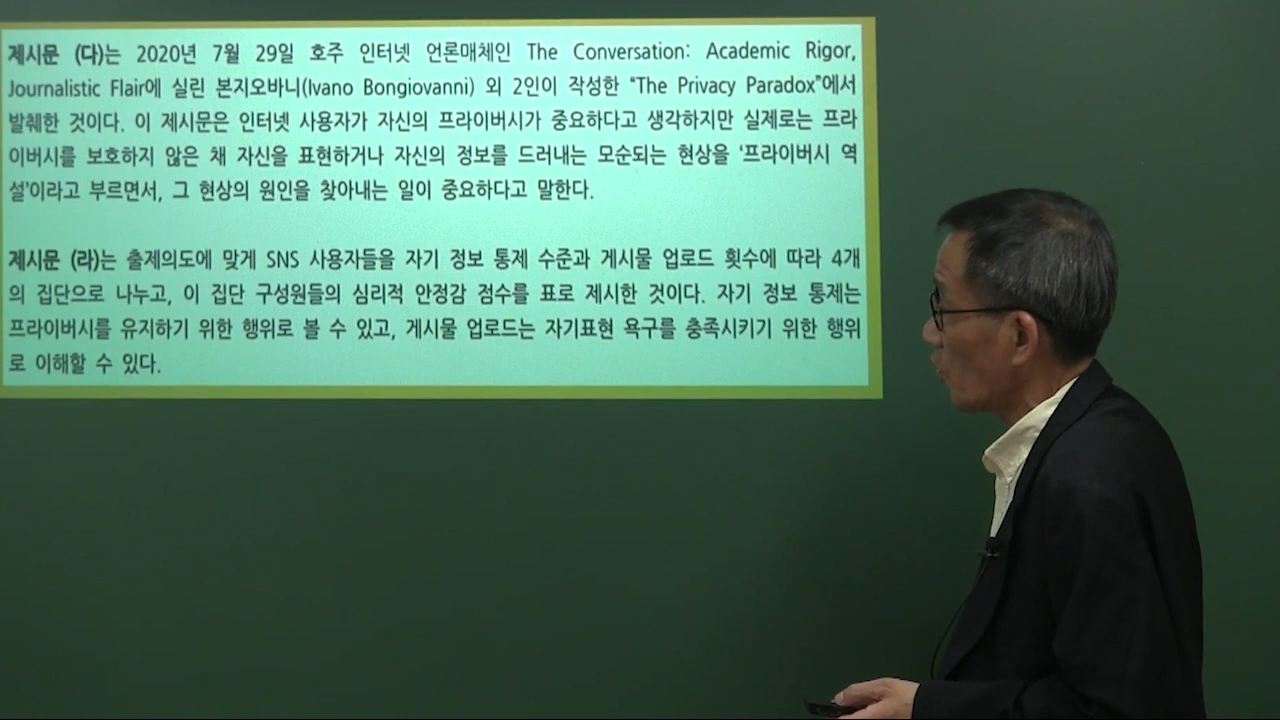 제시문 (다)는 2020년 7월 29일 호주 인터넷 언론매체인 The Conversation: Academic Rigor,
Journalistic Flair에 실린 본지오바니(Ivano Bongiovanni) 외 2인이 작성한 “The Privacy Paradox”에서
발췌한 것이다. 이 제시문은 인터넷 사용자가 자신의 프라이버시가 중요하다고 생각하지만 실제로는 프라
이버시를 보호하지 않은 채 자신을 표현하거나 자신의 정보를 드러내는 모순되는 현상을 ‘프라이버시 역
설’이라고 부르면서, 그 현상의 원인을 찾아내는 일이 중요하다고 말한다.
제시문 (라)는 출제의도에 맞게 SNS 사용자들을 자기 정보 통제 수준과 게시물 업로드 횟수에 따라 4개
의 집단으로 나누고, 이 집단 구성원들의 심리적 안정감 점수를 표로 제시한 것이다. 자기 정보 통제는
프라이버시를 유지하기 위한 행위로 볼 수 있고, 게시물 업로드는 자기표현 욕구를 충족시키기 위한 행위
로 이해할 수 있다.